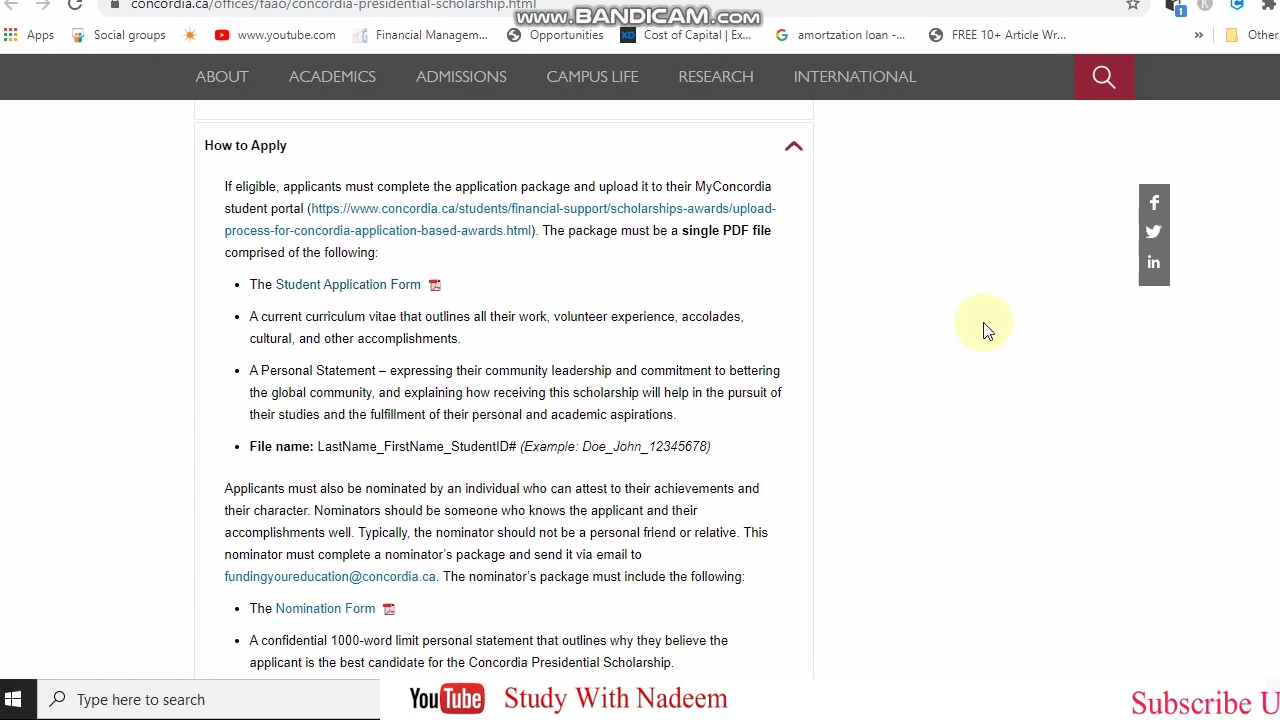 concordia.ca/offices/faao/concordia-presidential-scholarship.html
www.BANDICAM.com
1
Apps Social groups www.youtube.com Financial Managem... Opportunities XD Cost of Capital | Ex... amortzation loan -... FREE 10+ Article Wr... » Other
ABOUT ACADEMICS ADMISSIONS CAMPUS LIFE RESEARCH INTERNATIONAL
How to Apply
If eligible, applicants must complete the application package and upload it to their MyConcordia
student portal (https://www.concordia.ca/students/financial-support/scholarships-awards/upload-
process-for-concordia-application-based-awards.html). The package must be a single PDF file
comprised of the following:
• The Student Application Form
• A current curriculum vitae that outlines all their work, volunteer experience, accolades,
cultural, and other accomplishments.
• A Personal Statement – expressing their community leadership and commitment to bettering
the global community, and explaining how receiving this scholarship will help in the pursuit of
their studies and the fulfillment of their personal and academic aspirations.
• File name: LastName_FirstName_StudentID# (Example: Doe_John_12345678)
Applicants must also be nominated by an individual who can attest to their achievements and
their character. Nominators should be someone who knows the applicant and their
accomplishments well. Typically, the nominator should not be a personal friend or relative. This
nominator must complete a nominator's package and send it via email to
fundingyoureducation@concordia.ca. The nominator's package must include the following:
• The Nomination Form
• A confidential 1000-word limit personal statement that outlines why they believe the
applicant is the best candidate for the Concordia Presidential Scholarship.
f
in
Type here to search
YouTube Study With Nadeem
Subscribe U